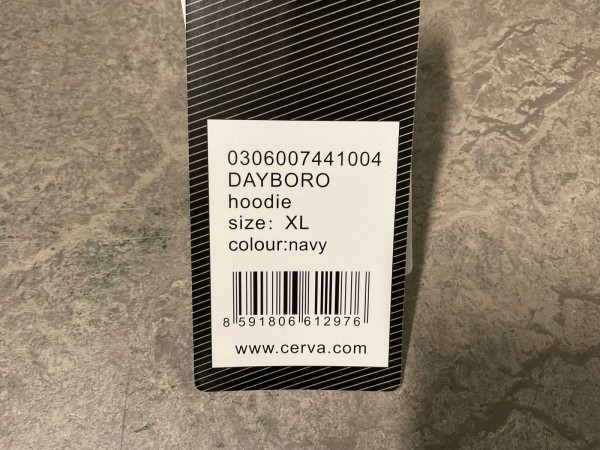 0306007441004
DAYBORO
hoodie
size: XL
colour:navy
8 591806 612976
www.cerva.com